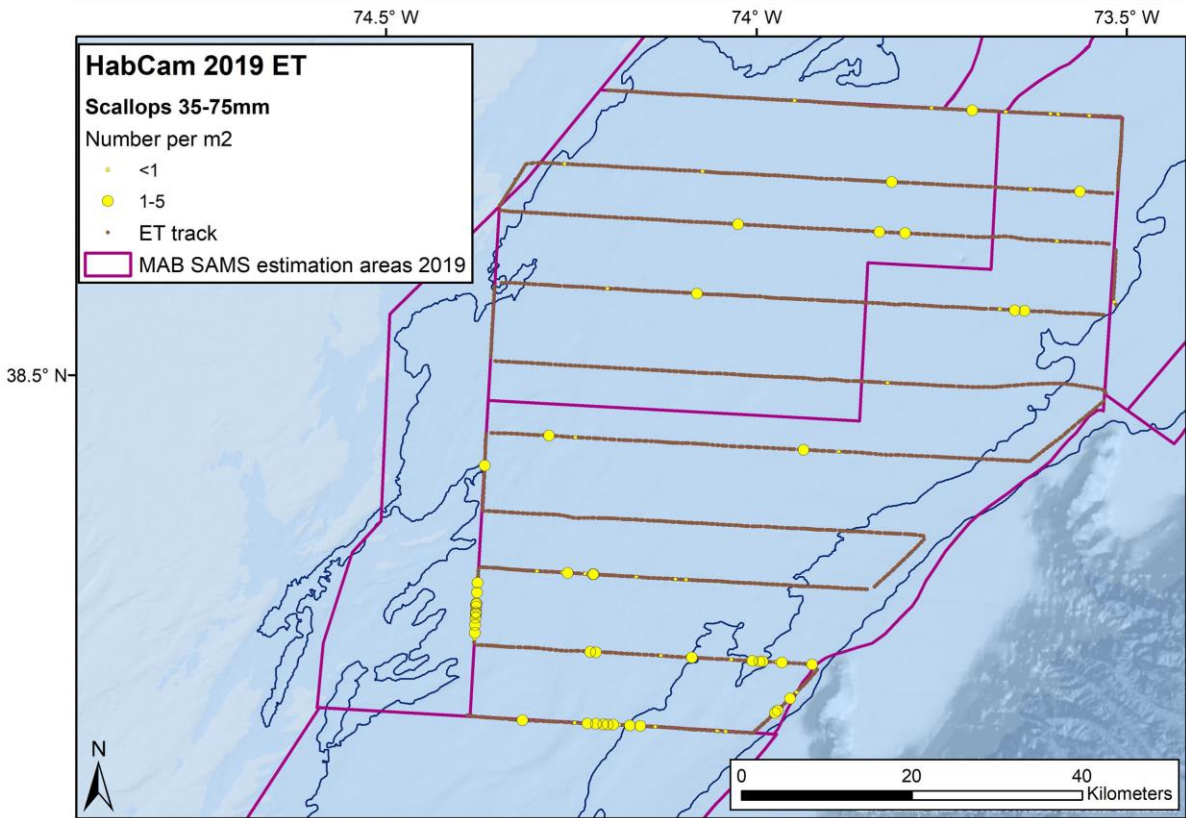 74.5° W
74° W
73.5° W
HabCam 2019 ET
Scallops 35-75mm
Number per m2
<1
1-5
ET track
MAB SAMS estimation areas 2019
38.5° N
N
0 20 40
Kilometers